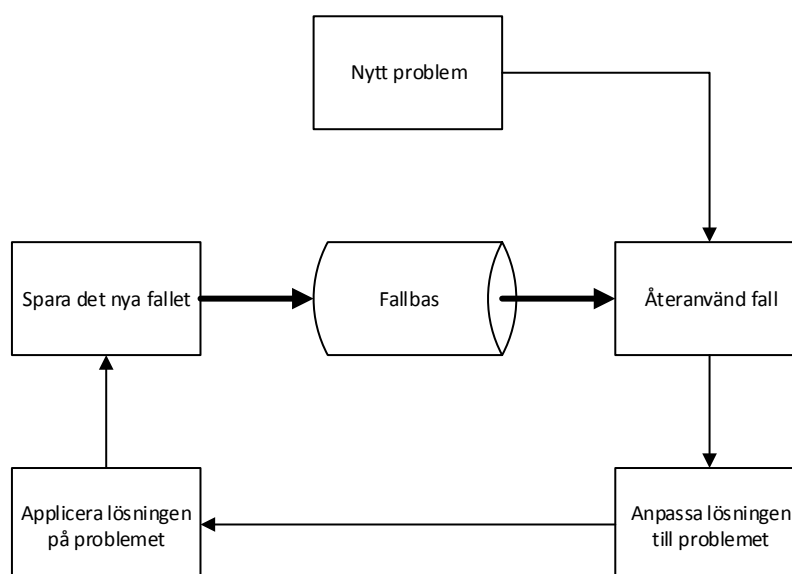 Nytt problem
Spara det nya fallet
Fallbas
Återanvänd fall
Applicera lösningen
på problemet
Anpassa lösningen
till problemet